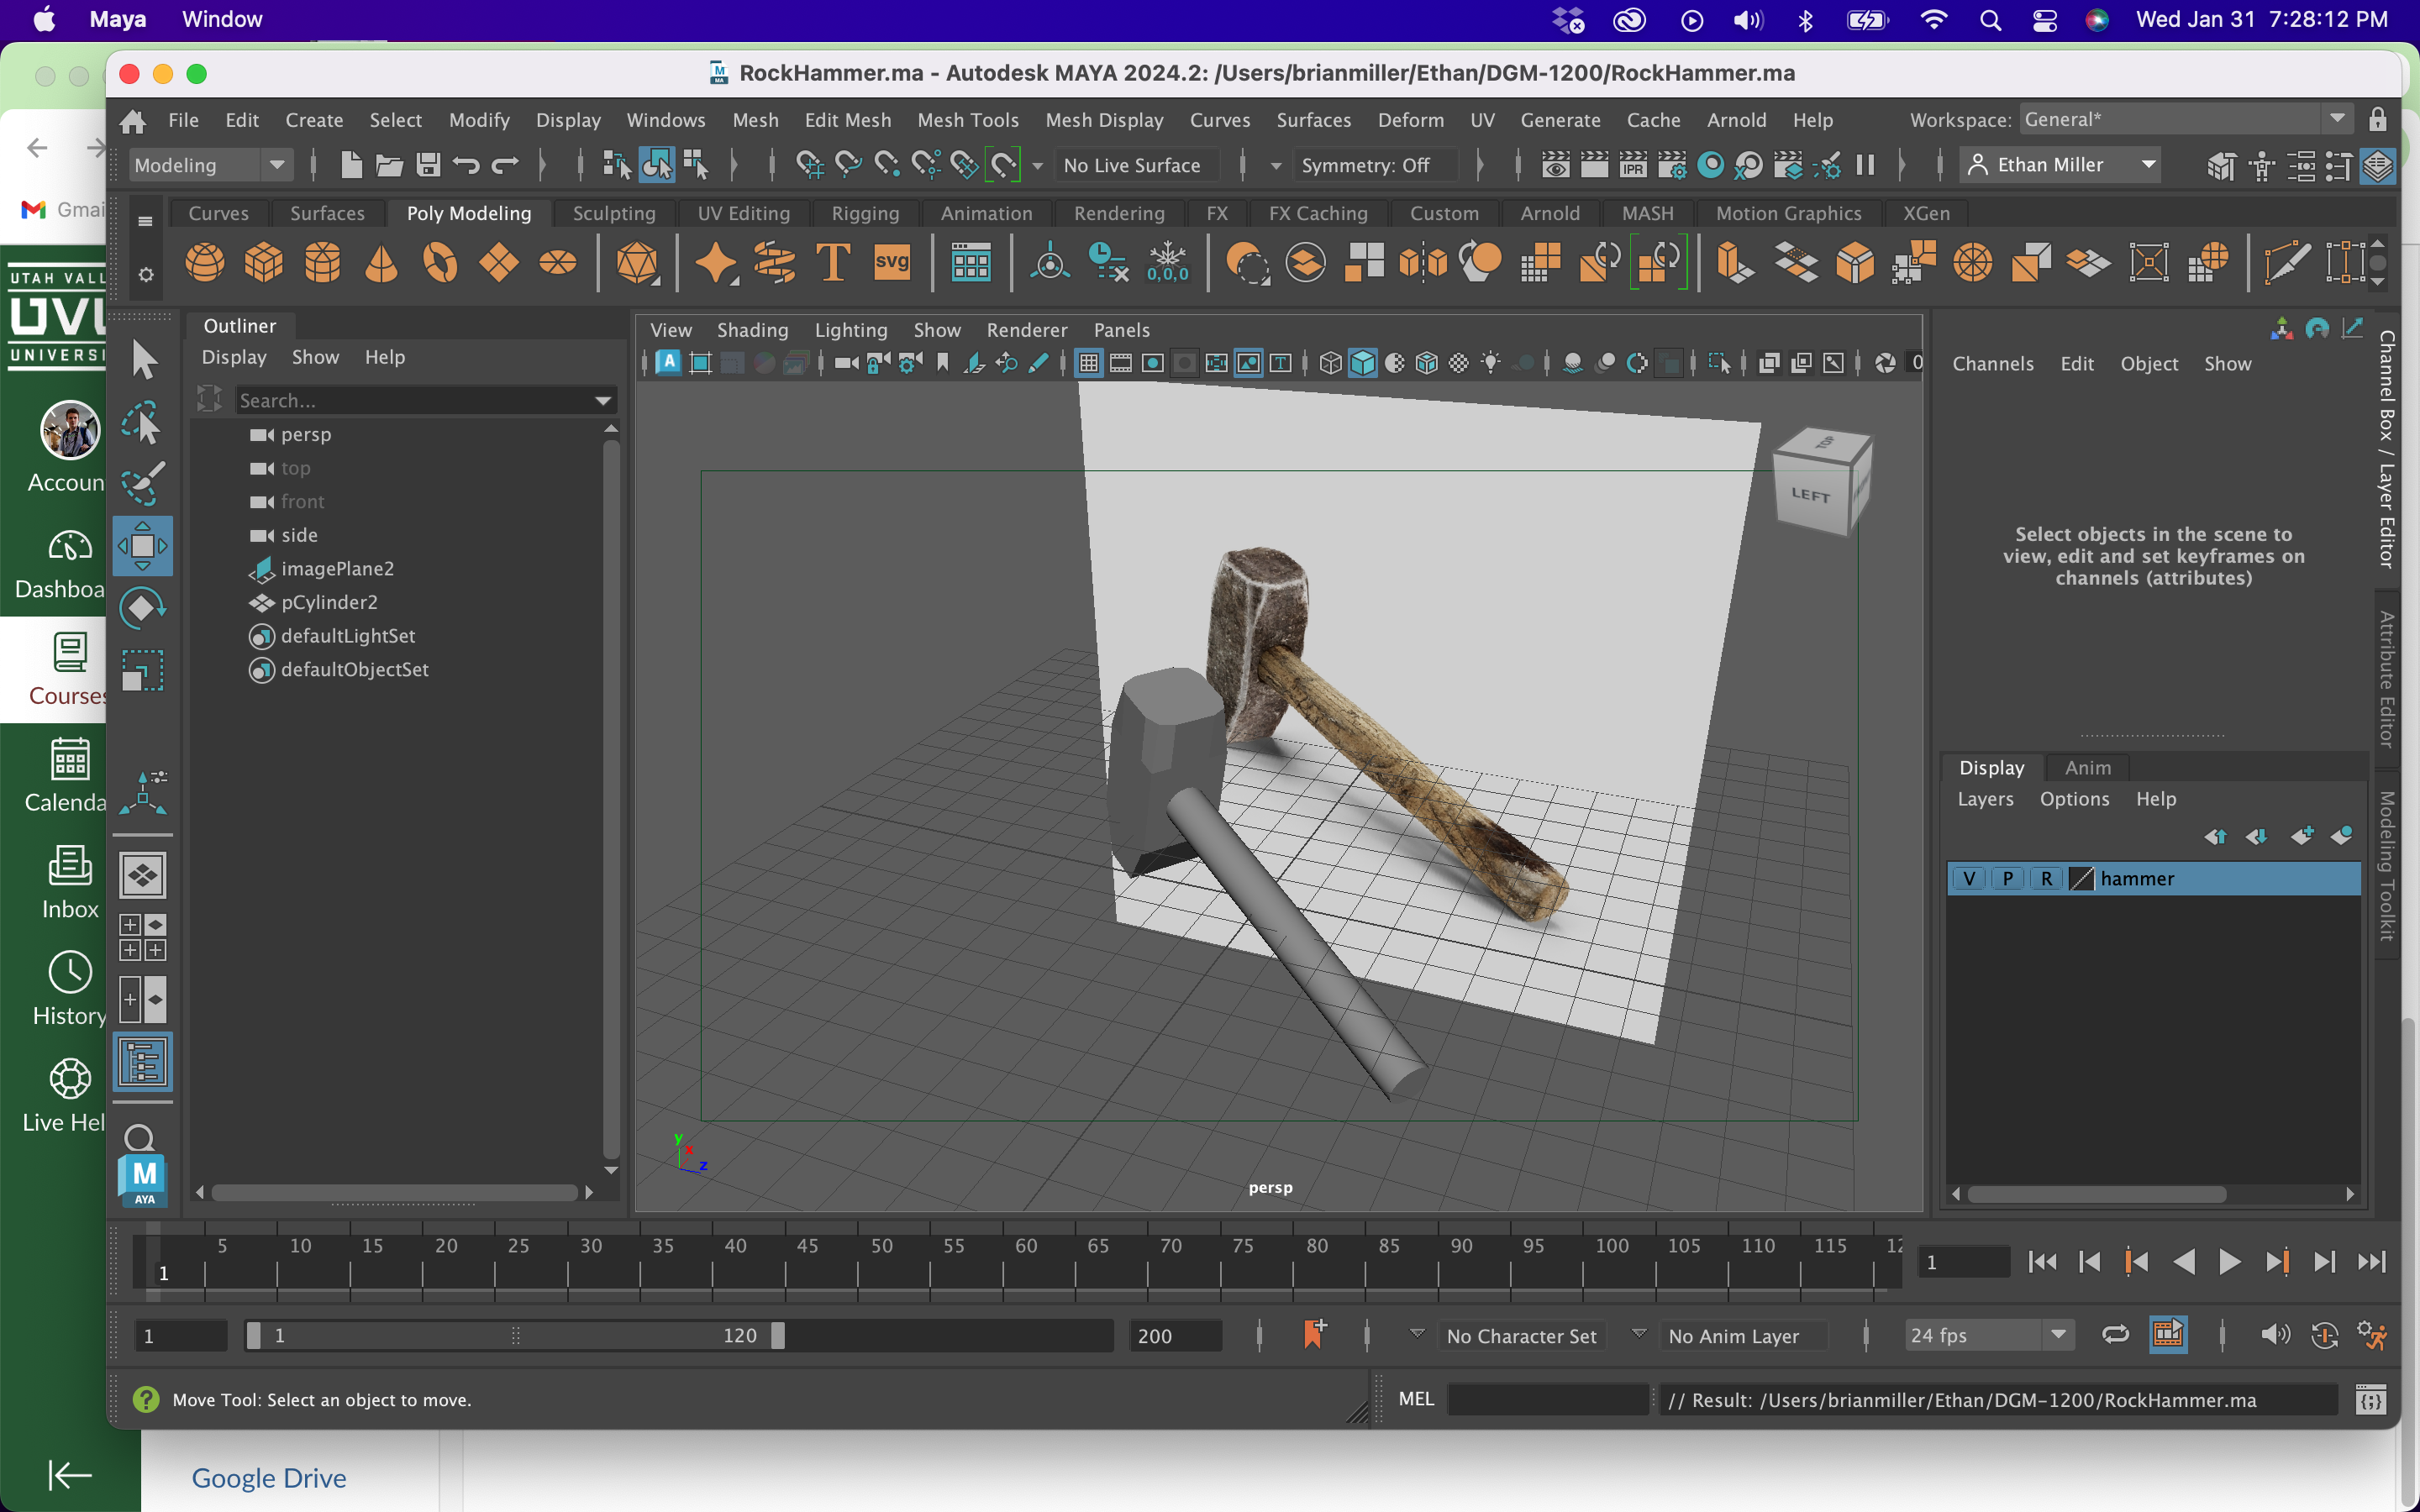 Maya Window Wed Jan 31 7:28:12 PM
RockHammer.ma - Autodesk MAYA 2024.2: /Users/brianmiller/Ethan/DGM-1200/RockHammer.ma
File Edit Create Select Modify Display Windows Mesh Edit Mesh Mesh Tools Mesh Display Curves Surfaces Deform UV Generate Cache Arnold Help Workspace: General*
Modeling No Live Surface Symmetry: Off IPR Ethan Miller
Curves Surfaces Poly Modeling Sculpting UV Editing Rigging Animation Rendering FX FX Caching Custom Arnold MASH Motion Graphics XGen
T svg 0,0,0
Gmai
UTAH VALL
UVU
UNIVERSI
Accoun
Dashboa
Courses
Calenda
Inbox
History
Live Hel
Google Drive
Outliner
Display Show Help
Search...
persp
top
front
side
imagePlane2
pCylinder2
defaultLightSet
defaultObjectSet
M
AYA
View Shading Lighting Show Renderer Panels
A T 0
TOP
LEFT
y
x
z
persp
Channels Edit Object Show
Select objects in the scene to
view, edit and set keyframes on
channels (attributes)
Channel Box / Layer Editor
Attribute Editor
Modeling Toolkit
Display Anim
Layers Options Help
V P R hammer
5 10 15 20 25 30 35 40 45 50 55 60 65 70 75 80 85 90 95 100 105 110 115 12
1 1
1 1 120 200 No Character Set No Anim Layer 24 fps
? Move Tool: Select an object to move. MEL // Result: /Users/brianmiller/Ethan/DGM-1200/RockHammer.ma